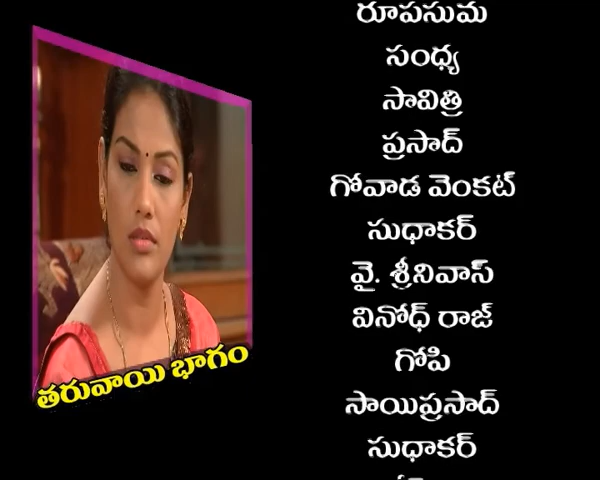 రూపసుమ
సంధ్య
సావిత్రి
ప్రసాద్
గోవాడ వెంకట్
సుధాకర్
వై. శ్రీనివాస్
వినోధ్ రాజ్
గోపి
సాయిప్రసాద్
సుధాకర్
తరువాయి భాగం